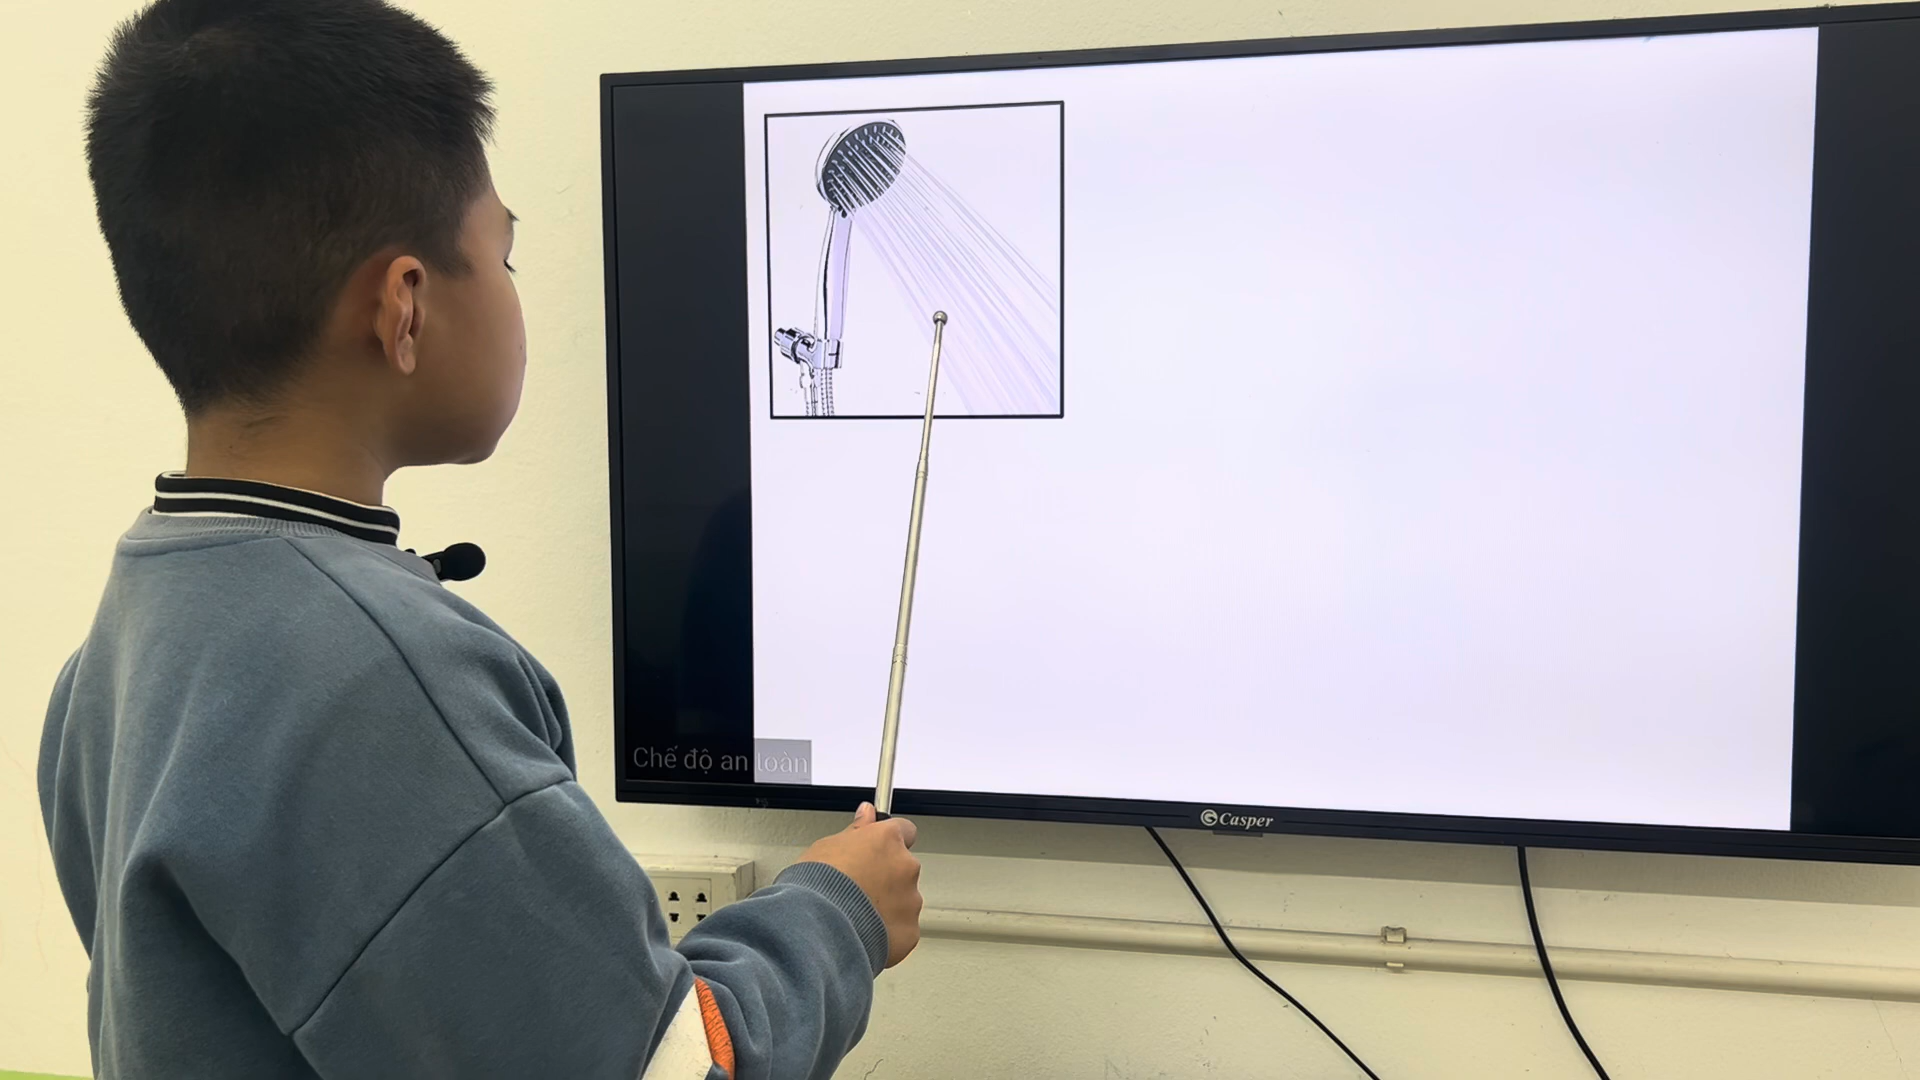 Chế độ an toàn
Casper